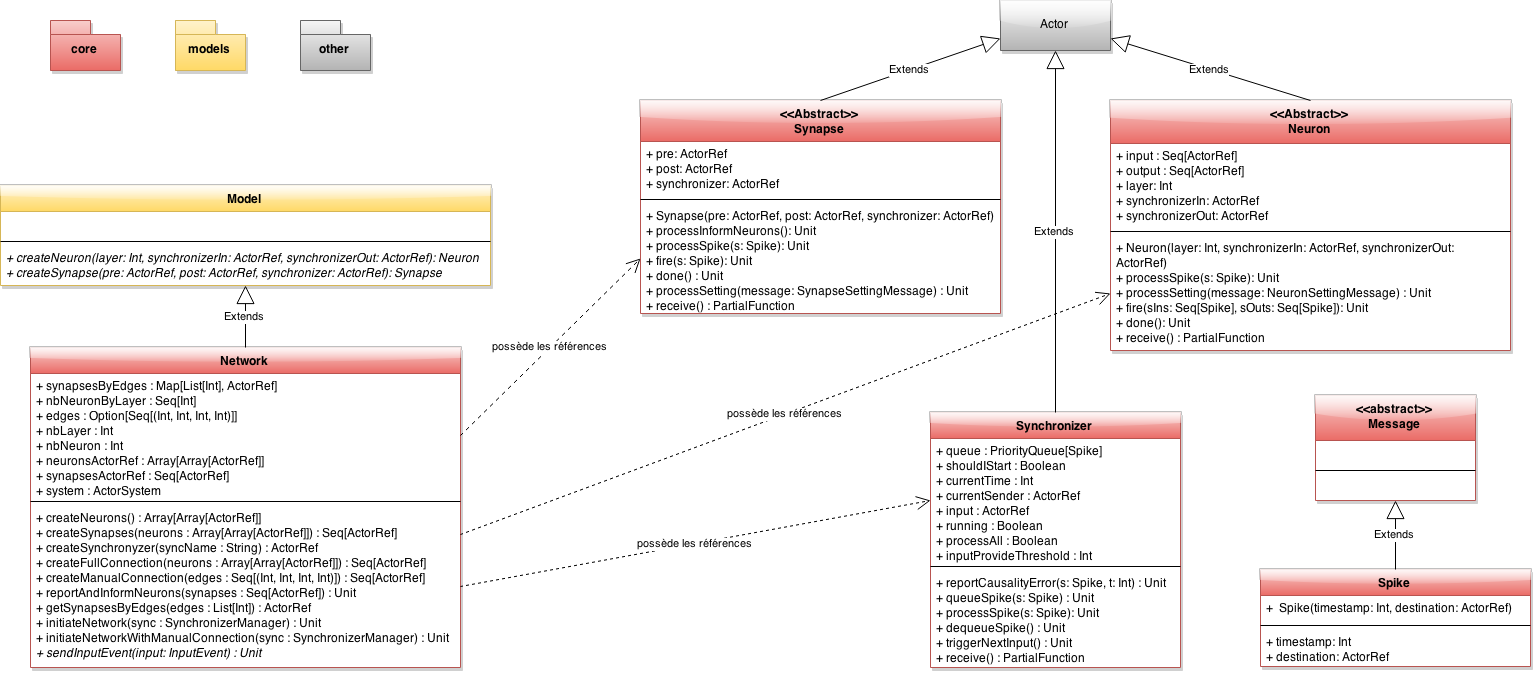 core
models
other
Actor
Extends
Extends
Extends
<<Abstract>>
Synapse
+ pre: ActorRef
+ post: ActorRef
+ synchronizer: ActorRef
+ Synapse(pre: ActorRef, post: ActorRef, synchronizer: ActorRef)
+ processInformNeurons(): Unit
+ processSpike(s: Spike): Unit
+ fire(s: Spike): Unit
+ done() : Unit
+ processSetting(message: SynapseSettingMessage) : Unit
+ receive() : PartialFunction
<<Abstract>>
Neuron
+ input : Seq[ActorRef]
+ output : Seq[ActorRef]
+ layer: Int
+ synchronizerIn: ActorRef
+ synchronizerOut: ActorRef
+ Neuron(layer: Int, synchronizerIn: ActorRef, synchronizerOut:
ActorRef)
+ processSpike(s: Spike): Unit
+ processSetting(message: NeuronSettingMessage) : Unit
+ fire(sIns: Seq[Spike], sOuts: Seq[Spike]): Unit
+ done(): Unit
+ receive() : PartialFunction
Model
+ createNeuron(layer: Int, synchronizerIn: ActorRef, synchronizerOut: ActorRef): Neuron
+ createSynapse(pre: ActorRef, post: ActorRef, synchronizer: ActorRef): Synapse
Extends
Network
+ synapsesByEdges : Map[List[Int], ActorRef]
+ nbNeuronByLayer : Seq[Int]
+ edges : Option[Seq[(Int, Int, Int, Int)]]
+ nbLayer : Int
+ nbNeuron : Int
+ neuronsActorRef : Array[Array[ActorRef]]
+ synapsesActorRef : Seq[ActorRef]
+ system : ActorSystem
+ createNeurons() : Array[Array[ActorRef]]
+ createSynapses(neurons : Array[Array[ActorRef]]) : Seq[ActorRef]
+ createSynchronyzer(syncName : String) : ActorRef
+ createFullConnection(neurons : Array[Array[ActorRef]]) : Seq[ActorRef]
+ createManualConnection(edges : Seq[(Int, Int, Int, Int)]) : Seq[ActorRef]
+ reportAndInformNeurons(synapses : Seq[ActorRef]) : Unit
+ getSynapsesByEdges(edges : List[Int]) : ActorRef
+ initiateNetwork(sync : SynchronizerManager) : Unit
+ initiateNetworkWithManualConnection(sync : SynchronizerManager) : Unit
+ sendInputEvent(input: InputEvent) : Unit
possède les références
possède les références
possède les références
Synchronizer
+ queue : PriorityQueue[Spike]
+ shouldIStart : Boolean
+ currentTime : Int
+ currentSender : ActorRef
+ input : ActorRef
+ running : Boolean
+ processAll : Boolean
+ inputProvideThreshold : Int
+ reportCausalityError(s: Spike, t: Int) : Unit
+ queueSpike(s: Spike) : Unit
+ processSpike(s: Spike): Unit
+ dequeueSpike() : Unit
+ triggerNextInput() : Unit
+ receive() : PartialFunction
<<abstract>>
Message
Extends
Spike
+ Spike(timestamp: Int, destination: ActorRef)
+ timestamp: Int
+ destination: ActorRef